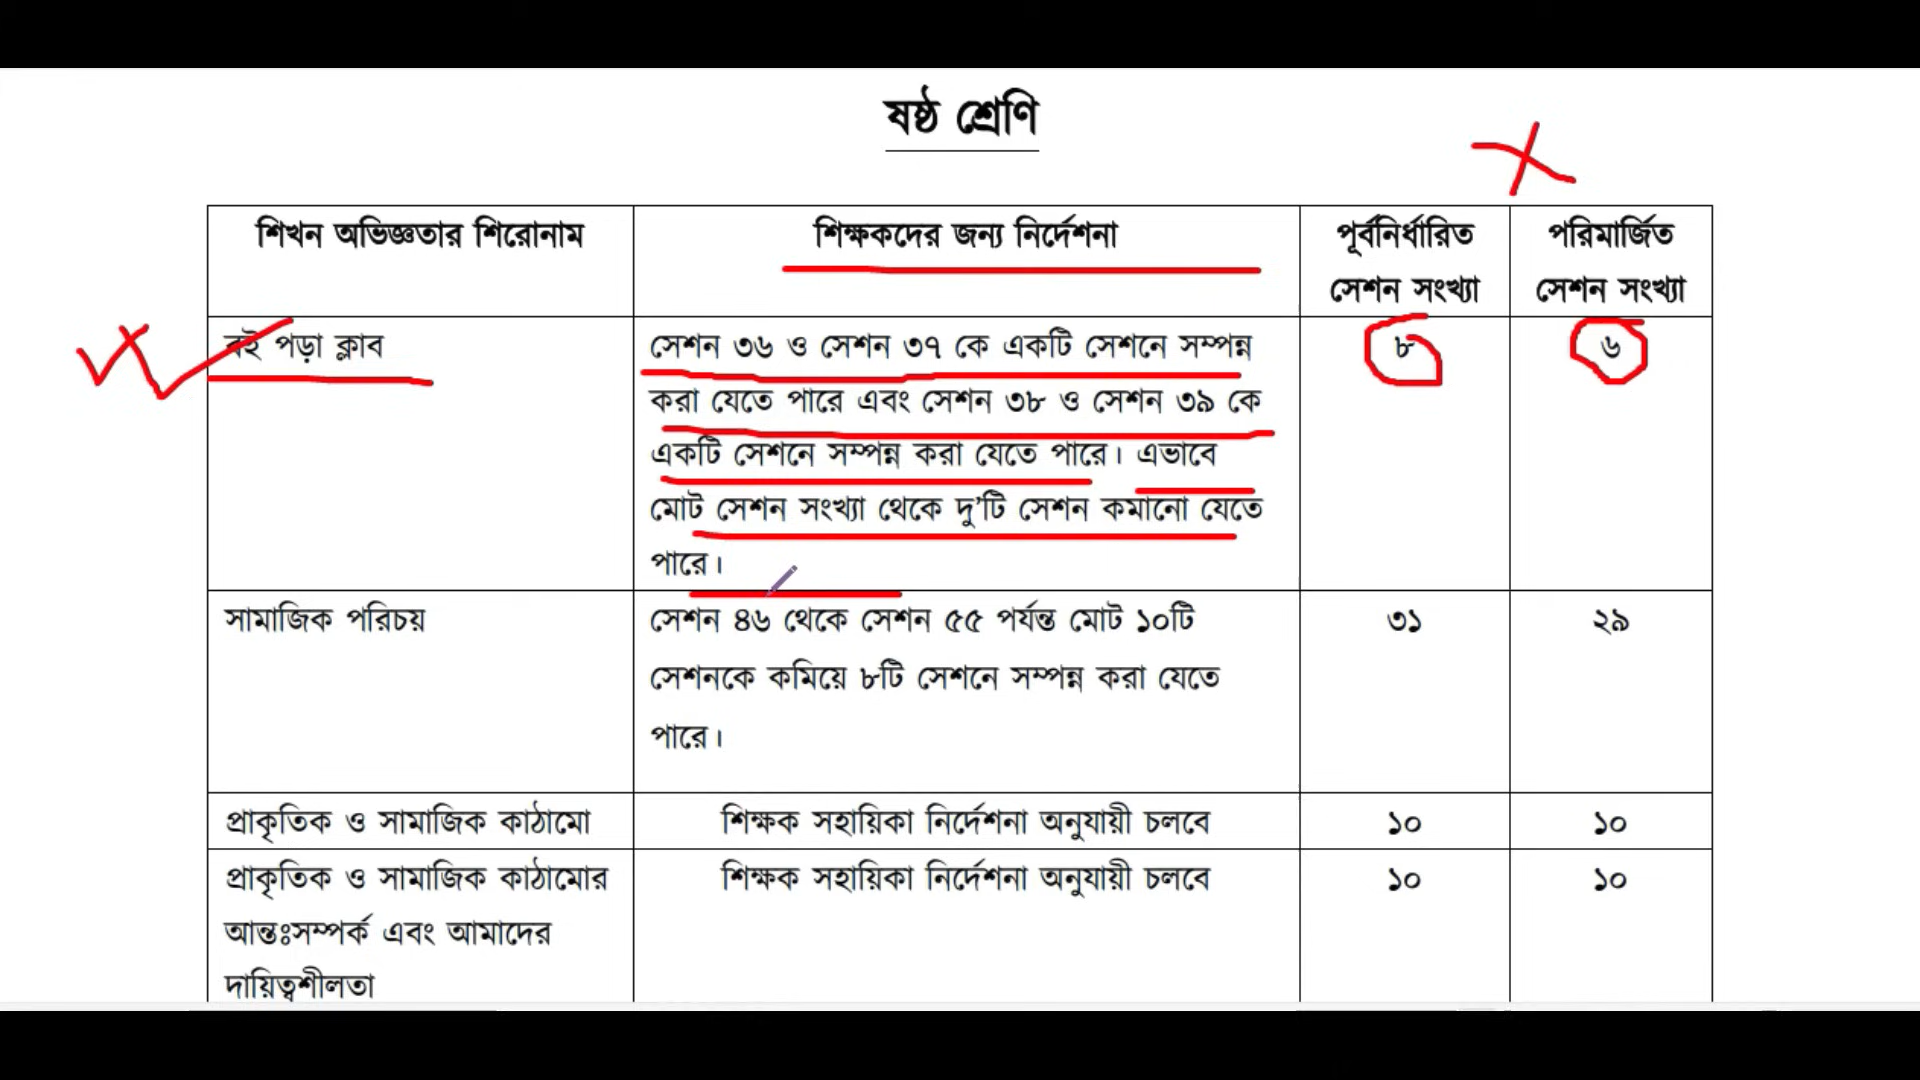 ষষ্ঠ শ্রেণি
শিখন অভিজ্ঞতার শিরোনাম
শিক্ষকদের জন্য নির্দেশনা
পূর্বনির্ধারিত
সেশন সংখ্যা
পরিমার্জিত
সেশন সংখ্যা
বই পড়া ক্লাব
সেশন ৩৬ ও সেশন ৩৭ কে একটি সেশনে সম্পন্ন
করা যেতে পারে এবং সেশন ৩৮ ও সেশন ৩৯ কে
একটি সেশনে সম্পন্ন করা যেতে পারে। এভাবে
মোট সেশন সংখ্যা থেকে দু’টি সেশন কমানো যেতে
পারে।
৮
৬
সামাজিক পরিচয়
সেশন ৪৬ থেকে সেশন ৫৫ পর্যন্ত মোট ১০টি
সেশনকে কমিয়ে ৮টি সেশনে সম্পন্ন করা যেতে
পারে।
৩১
২৯
প্রাকৃতিক ও সামাজিক কাঠামো
শিক্ষক সহায়িকা নির্দেশনা অনুযায়ী চলবে
১০
১০
প্রাকৃতিক ও সামাজিক কাঠামোর
আন্তঃসম্পর্ক এবং আমাদের
দায়িত্বশীলতা
শিক্ষক সহায়িকা নির্দেশনা অনুযায়ী চলবে
১০
১০